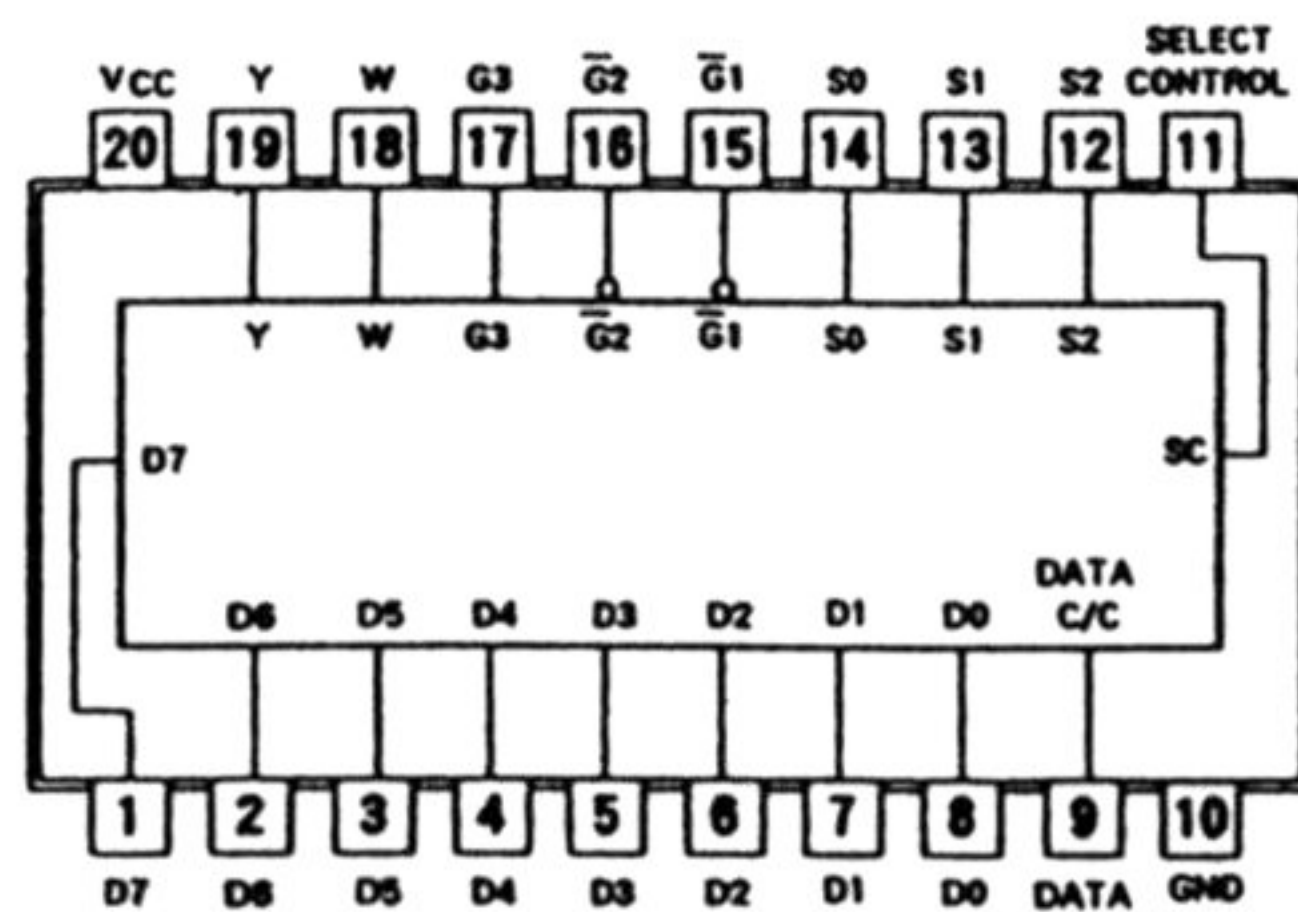 SELECT
VCC Y W G3 G̅2 G̅1 S0 S1 S2 CONTROL
20 19 18 17 16 15 14 13 12 11
Y W G3 G̅2 G̅1 S0 S1 S2
D7 SC
DATA
D6 D5 D4 D3 D2 D1 D0 C/C
1 2 3 4 5 6 7 8 9 10
D7 D6 D5 D4 D3 D2 D1 D0 DATA GND